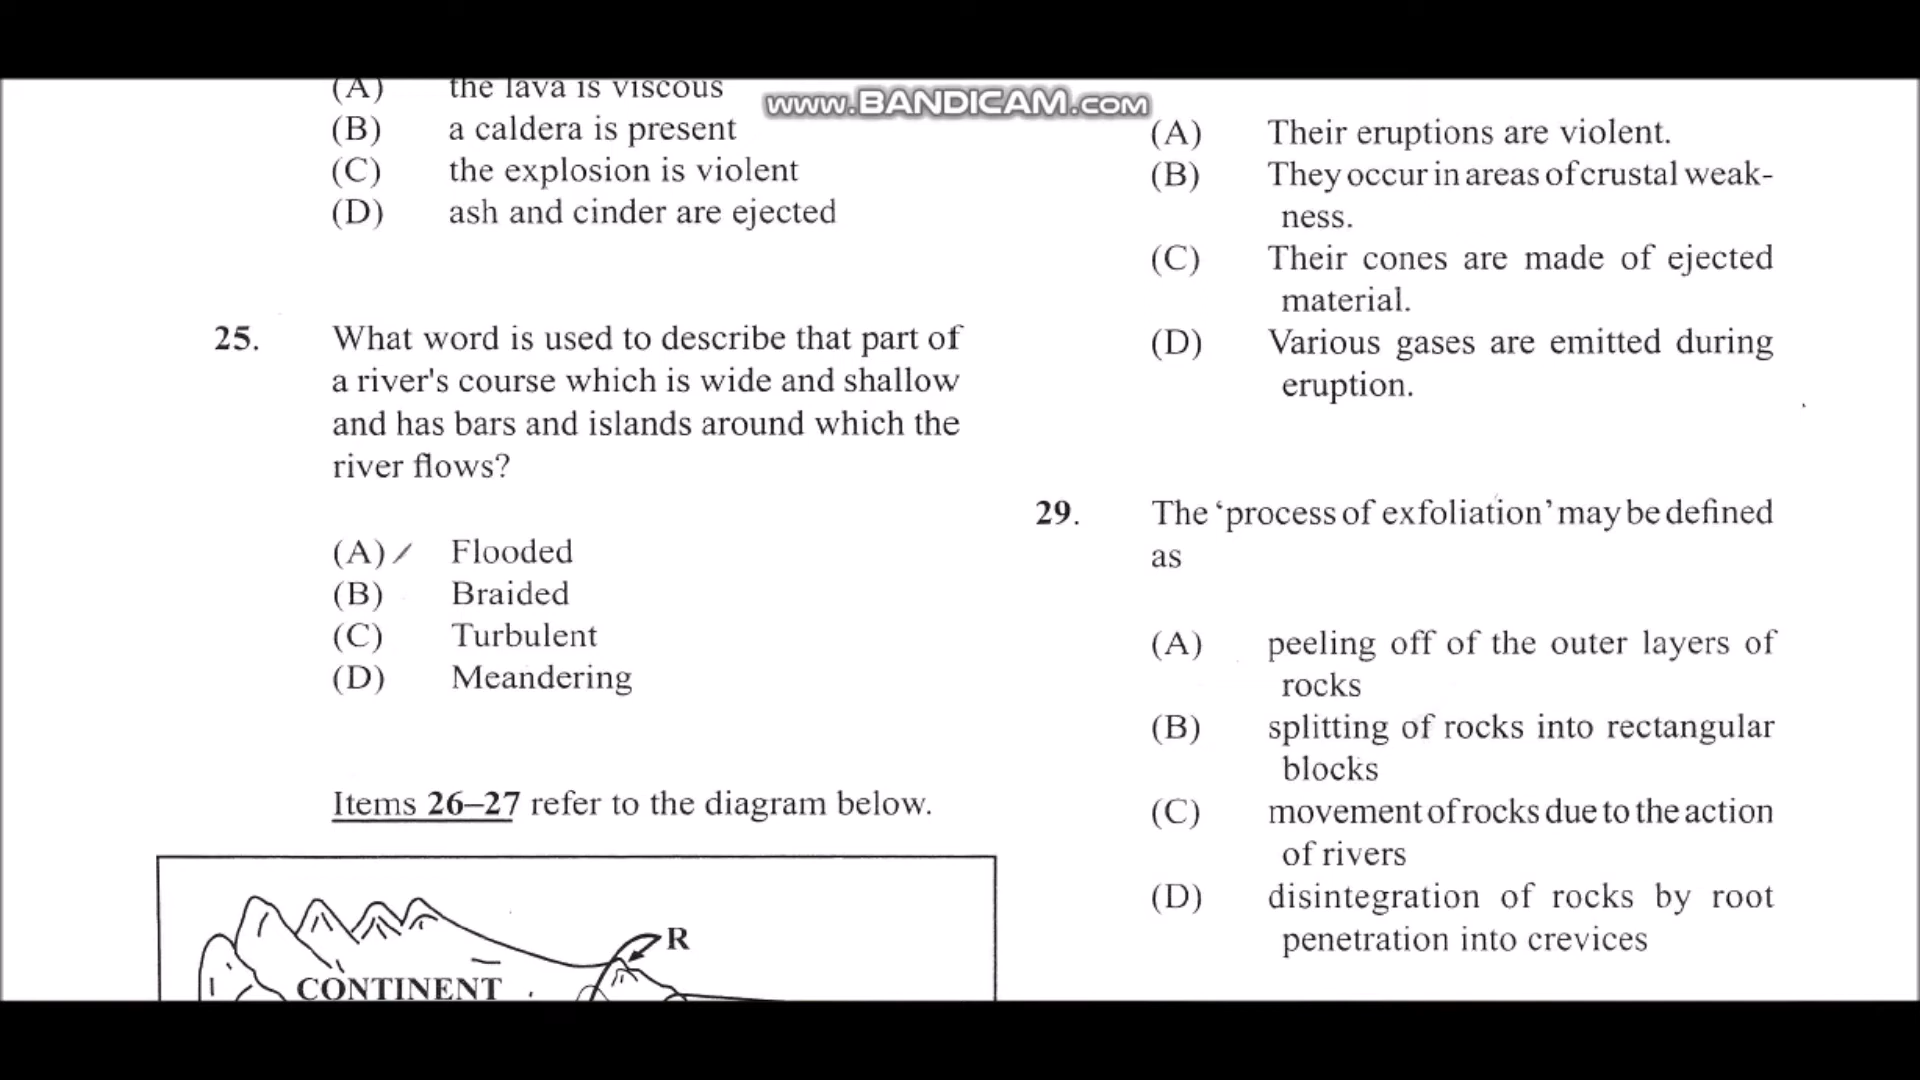 www.BANDICAM.com
(A) the lava is viscous
(B) a caldera is present
(C) the explosion is violent
(D) ash and cinder are ejected
25. What word is used to describe that part of
a river's course which is wide and shallow
and has bars and islands around which the
river flows?
(A) Flooded
(B) Braided
(C) Turbulent
(D) Meandering
Items 26–27 refer to the diagram below.
R
CONTINENT
(A) Their eruptions are violent.
(B) They occur in areas of crustal weak-
ness.
(C) Their cones are made of ejected
material.
(D) Various gases are emitted during
eruption.
29. The ‘process of exfoliation’ may be defined
as
(A) peeling off of the outer layers of
rocks
(B) splitting of rocks into rectangular
blocks
(C) movement of rocks due to the action
of rivers
(D) disintegration of rocks by root
penetration into crevices